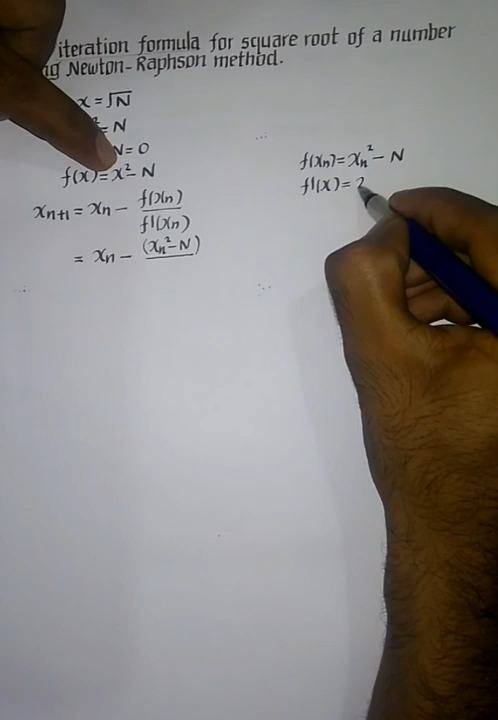 iteration formula for square root of a number
Newton-Raphson method.
x = √N
= N
N = 0
f(x) = x² - N
xₙ₊₁ = xₙ - f(xₙ) / f'(xₙ)
= xₙ - (xₙ² - N)
f(xₙ) = xₙ² - N
f'(x) = 2